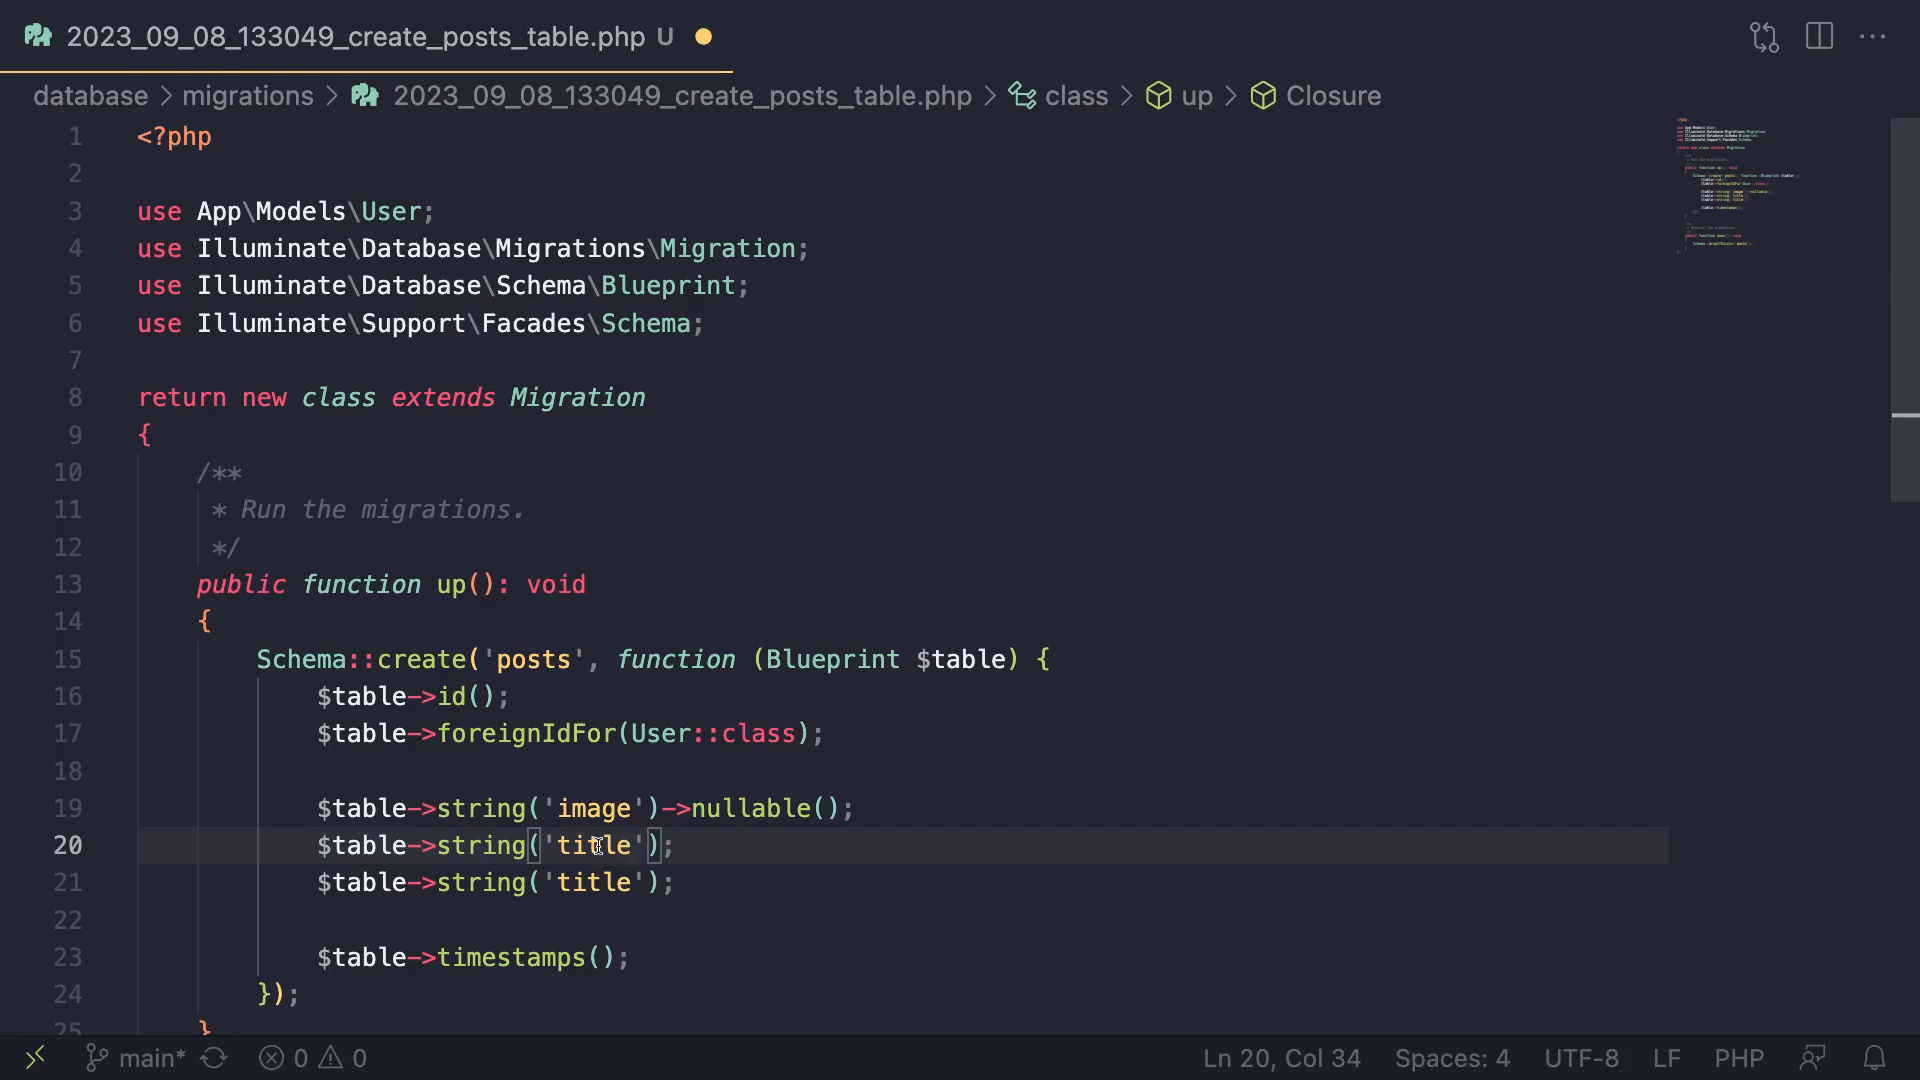 2023_09_08_133049_create_posts_table.php U
database > migrations > 2023_09_08_133049_create_posts_table.php > class > up > Closure
1 <?php
2
3 use App\Models\User;
4 use Illuminate\Database\Migrations\Migration;
5 use Illuminate\Database\Schema\Blueprint;
6 use Illuminate\Support\Facades\Schema;
7
8 return new class extends Migration
9 {
10     /**
11      * Run the migrations.
12      */
13     public function up(): void
14     {
15         Schema::create('posts', function (Blueprint $table) {
16             $table->id();
17             $table->foreignIdFor(User::class);
18
19             $table->string('image')->nullable();
20             $table->string('title');
21             $table->string('title');
22
23             $table->timestamps();
24         });
25     }
main* 0 0 Ln 20, Col 34 Spaces: 4 UTF-8 LF PHP